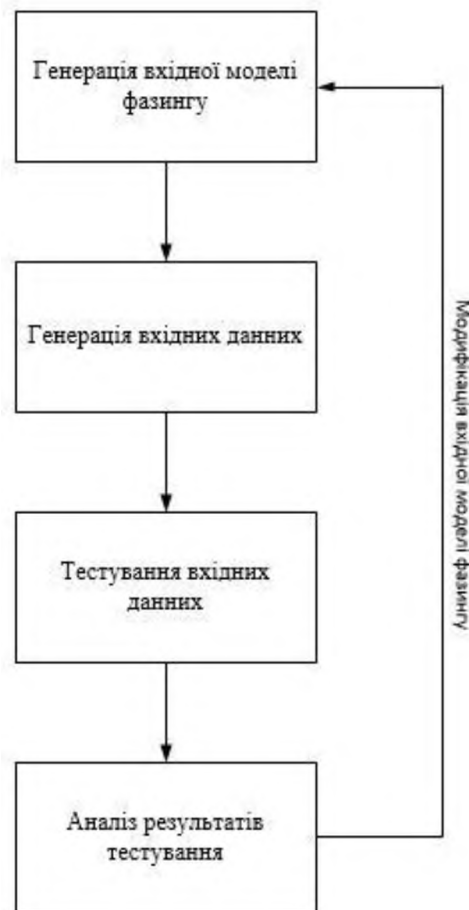 Генерація вхідної моделі
фазингу
Генерація вхідних данних
Тестування вхідних
данних
Аналіз результатів
тестування
Модифікація вхідної моделі фазингу